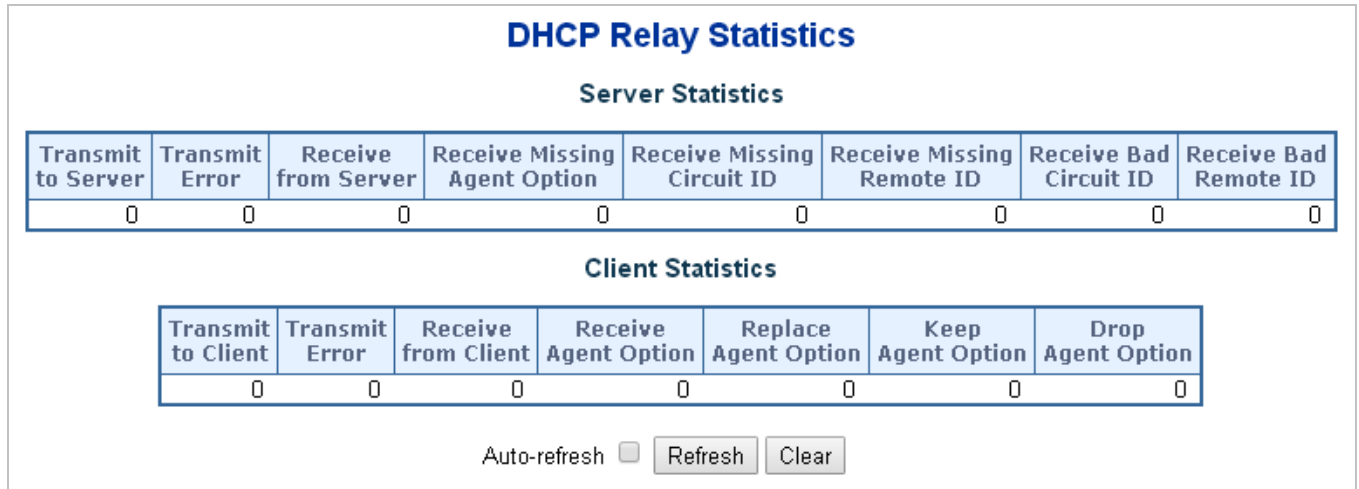 DHCP Relay Statistics
Server Statistics
Transmit to Server Transmit Error Receive from Server Receive Missing Agent Option Receive Missing Circuit ID Receive Missing Remote ID Receive Bad Circuit ID Receive Bad Remote ID
0 0 0 0 0 0 0 0
Client Statistics
Transmit to Client Transmit Error Receive from Client Receive Agent Option Replace Agent Option Keep Agent Option Drop Agent Option
0 0 0 0 0 0 0
Auto-refresh Refresh Clear